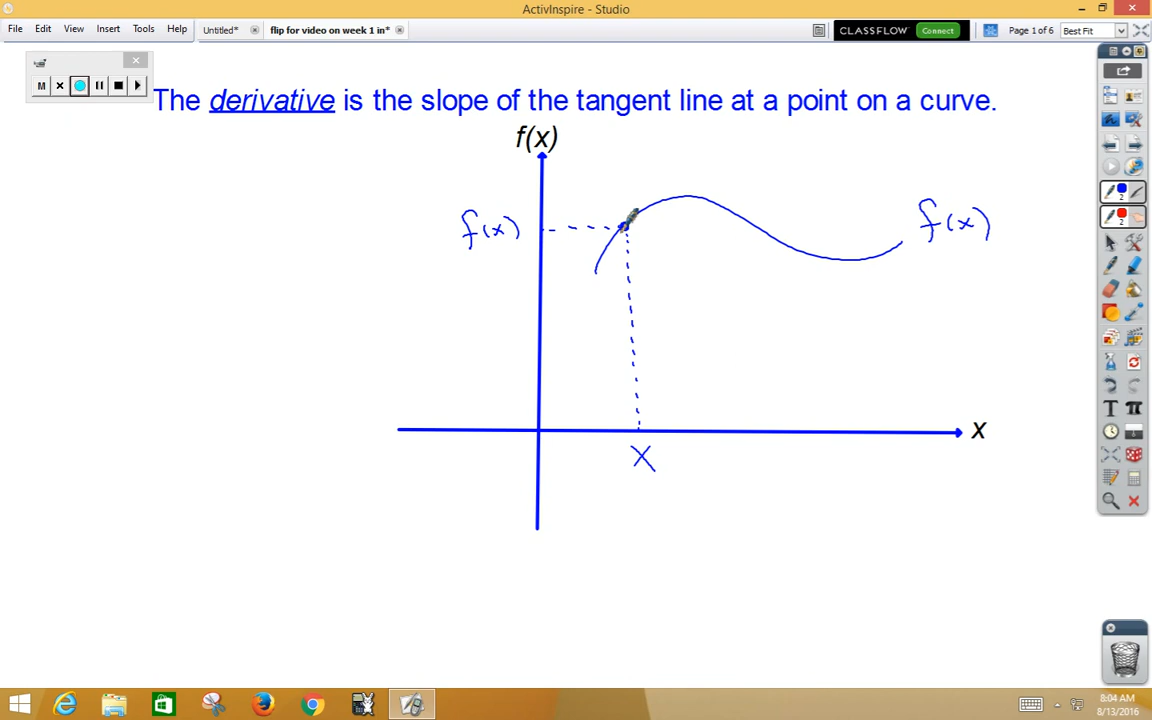 ActivInspire - Studio
File Edit View Insert Tools Help
Untitled*
flip for video on week 1 in*
CLASSFLOW Connect
Page 1 of 6
Best Fit
M
The derivative is the slope of the tangent line at a point on a curve.
f(x)
f(x)
f(x)
x
X
2
2
T π
8:04 AM
8/13/2016